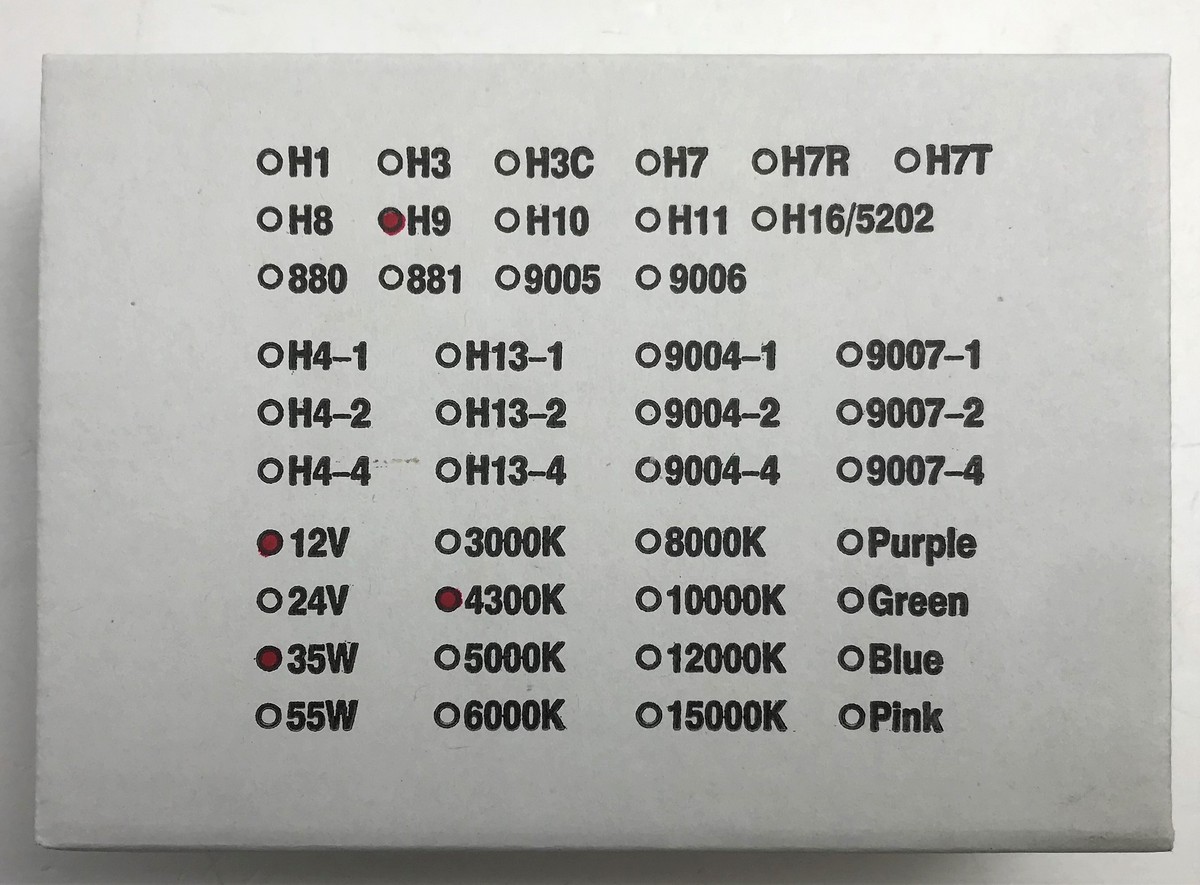 H1 H3 H3C H7 H7R H7T
H8 H9 H10 H11 H16/5202
880 881 9005 9006
H4-1 H13-1 9004-1 9007-1
H4-2 H13-2 9004-2 9007-2
H4-4 H13-4 9004-4 9007-4
12V 3000K 8000K Purple
24V 4300K 10000K Green
35W 5000K 12000K Blue
55W 6000K 15000K Pink